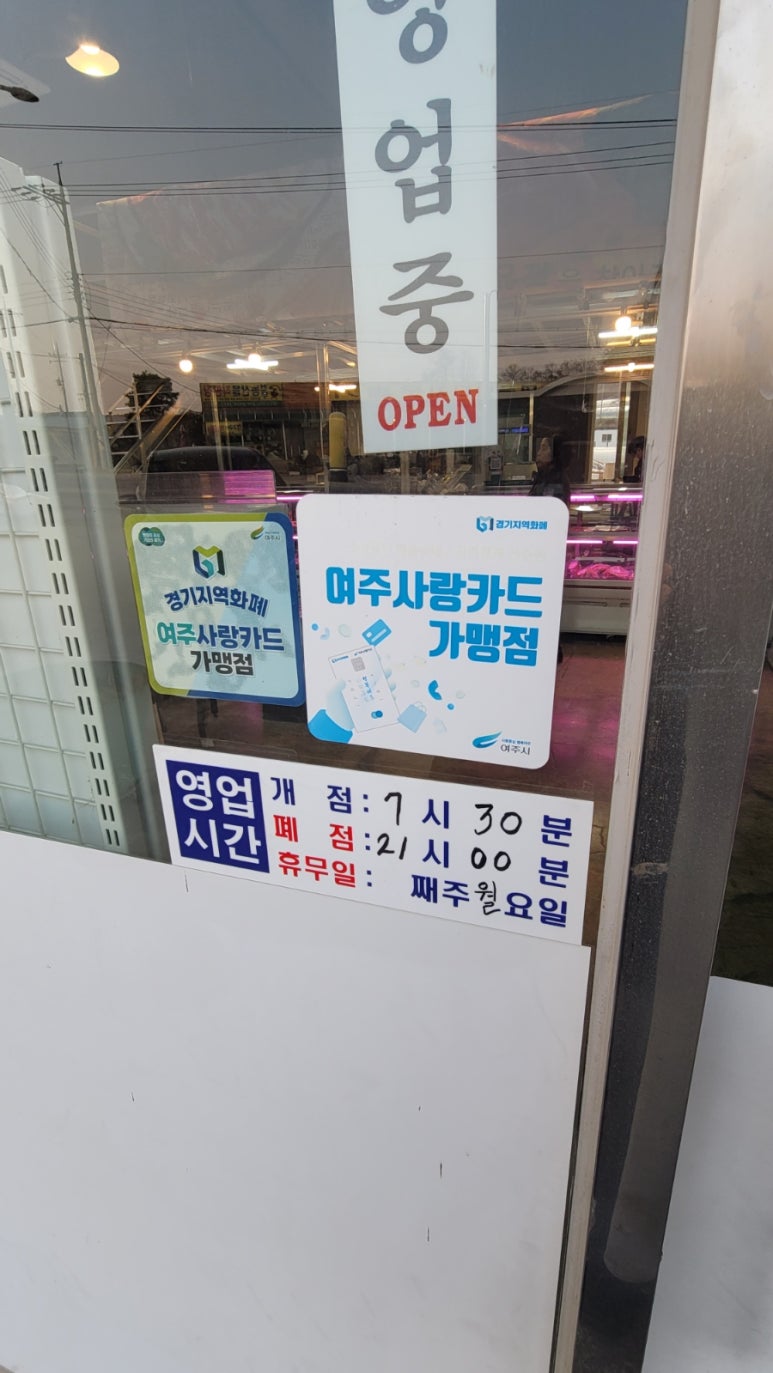 영
업
중
OPEN
여주시
경기지역화폐
여주사랑카드
가맹점
경기지역화폐
여주사랑카드
가맹점
여주시
영업
시간
개 점: 7 시 30 분
폐 점: 21 시 00 분
휴무일: 째주 월요일